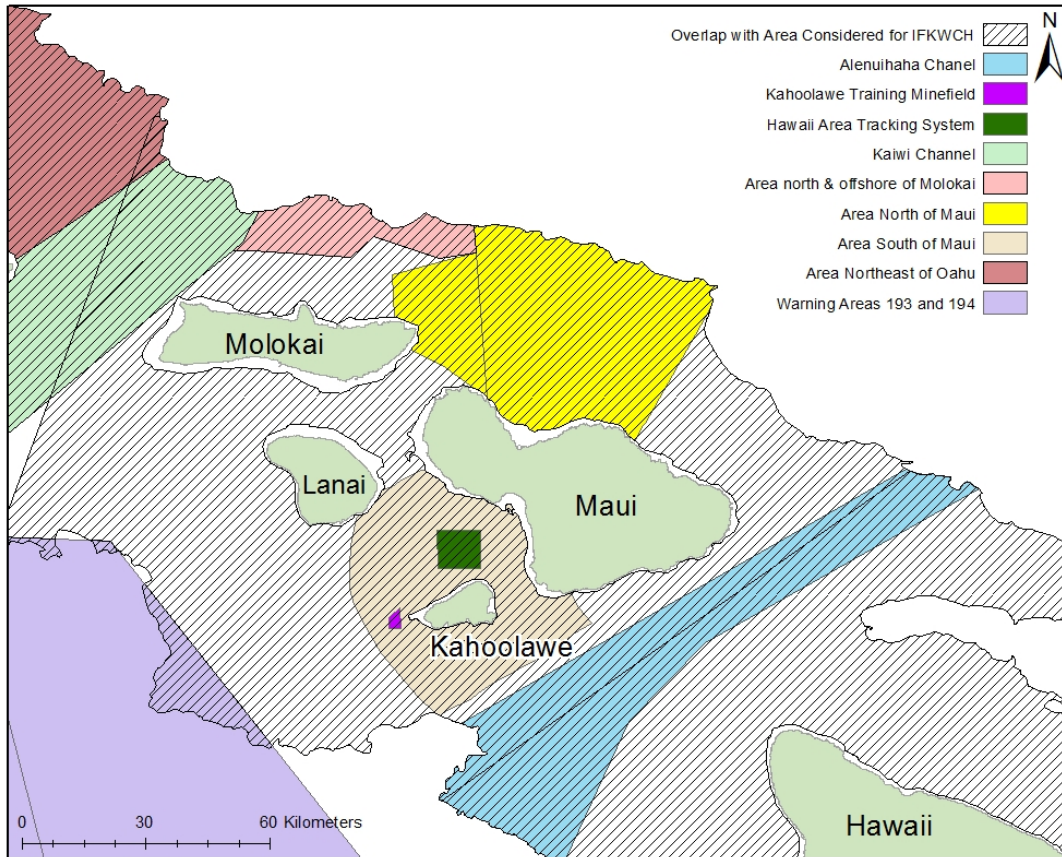 N
Overlap with Area Considered for IFKWCH
Alenuihaha Chanel
Kahoolawe Training Minefield
Hawaii Area Tracking System
Kaiwi Channel
Area north & offshore of Molokai
Area North of Maui
Area South of Maui
Area Northeast of Oahu
Warning Areas 193 and 194
Molokai
Lanai
Maui
Kahoolawe
Hawaii
0 30 60 Kilometers